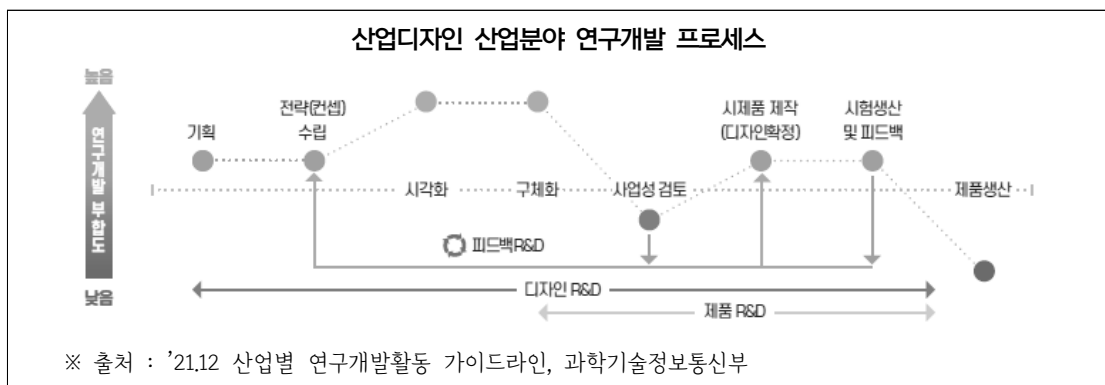 산업디자인 산업분야 연구개발 프로세스
높음
연구개발 부합도
낮음
기획
전략(컨셉)
수립
시각화
구체화
사업성 검토
시제품 제작
(디자인확정)
시험생산
및 피드백
제품생산
피드백R&D
디자인 R&D
제품 R&D
※ 출처 : ’21.12 산업별 연구개발활동 가이드라인, 과학기술정보통신부